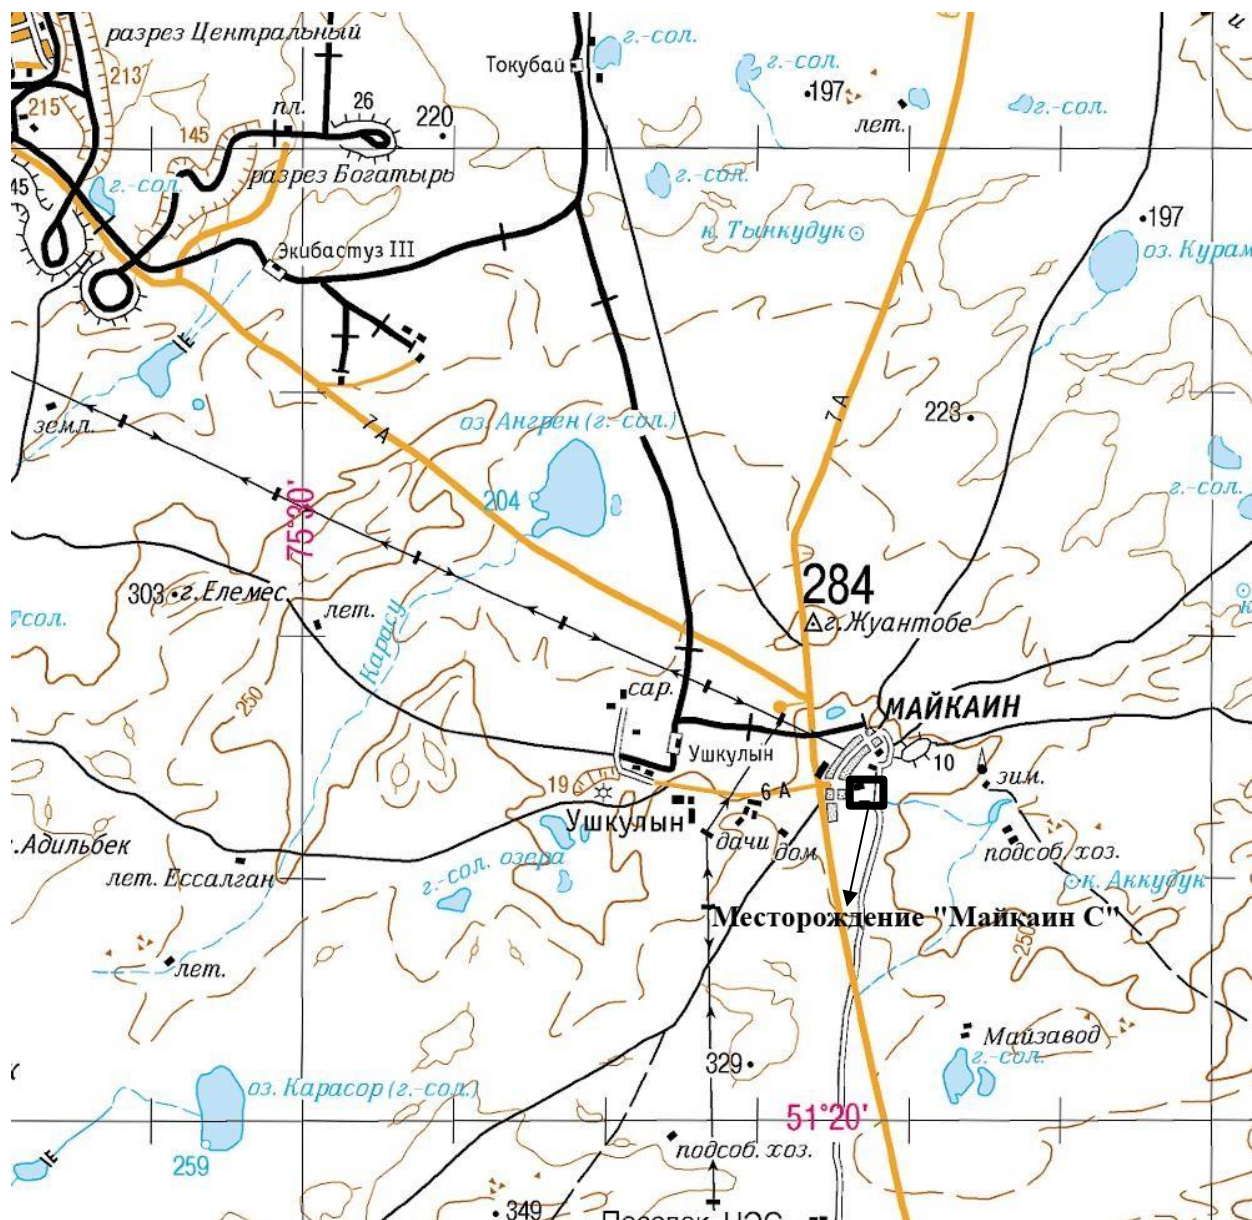 разрез Центральный
г.-сол.
Токубай
г.-сол.
213
197
г.-сол.
215
пл.
26
220
лет.
145
г.-сол.
разрез Богатырь
г.-сол.
45
197
к. Тынкудук
Экибастуз III
оз. Курам
7 А
7 А
земл.
оз. Ангрен (г.-сол.)
223
204
г.-сол.
75°30'
284
303
г. Елемес.
лет.
г. Жуантобе
сол.
Карасу
сар.
250
МАЙКАИН
Ушкулын
10
19
6 А
зим.
Ушкулын
дачи
дом
.Адильбек
г.-сол. озера
подсоб. хоз.
лет. Ессалган
к. Аккудук
Месторождение "Майкаин С"
250
лет.
Майзавод
г.-сол.
329
оз. Карасор (г.-сол.)
51°20'
259
подсоб. хоз.
349